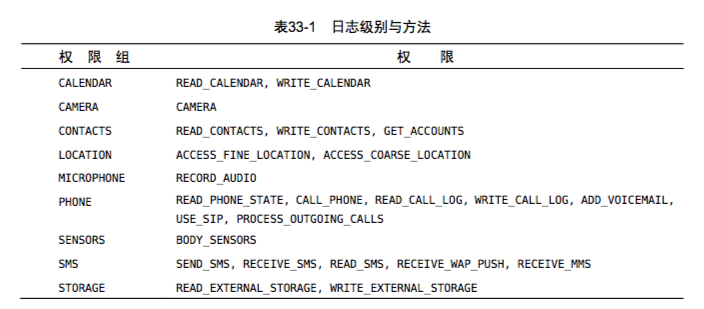 表33-1 日志级别与方法
权 限 组 权 限
CALENDAR READ_CALENDAR, WRITE_CALENDAR
CAMERA CAMERA
CONTACTS READ_CONTACTS, WRITE_CONTACTS, GET_ACCOUNTS
LOCATION ACCESS_FINE_LOCATION, ACCESS_COARSE_LOCATION
MICROPHONE RECORD_AUDIO
PHONE READ_PHONE_STATE, CALL_PHONE, READ_CALL_LOG, WRITE_CALL_LOG, ADD_VOICEMAIL,
USE_SIP, PROCESS_OUTGOING_CALLS
SENSORS BODY_SENSORS
SMS SEND_SMS, RECEIVE_SMS, READ_SMS, RECEIVE_WAP_PUSH, RECEIVE_MMS
STORAGE READ_EXTERNAL_STORAGE, WRITE_EXTERNAL_STORAGE